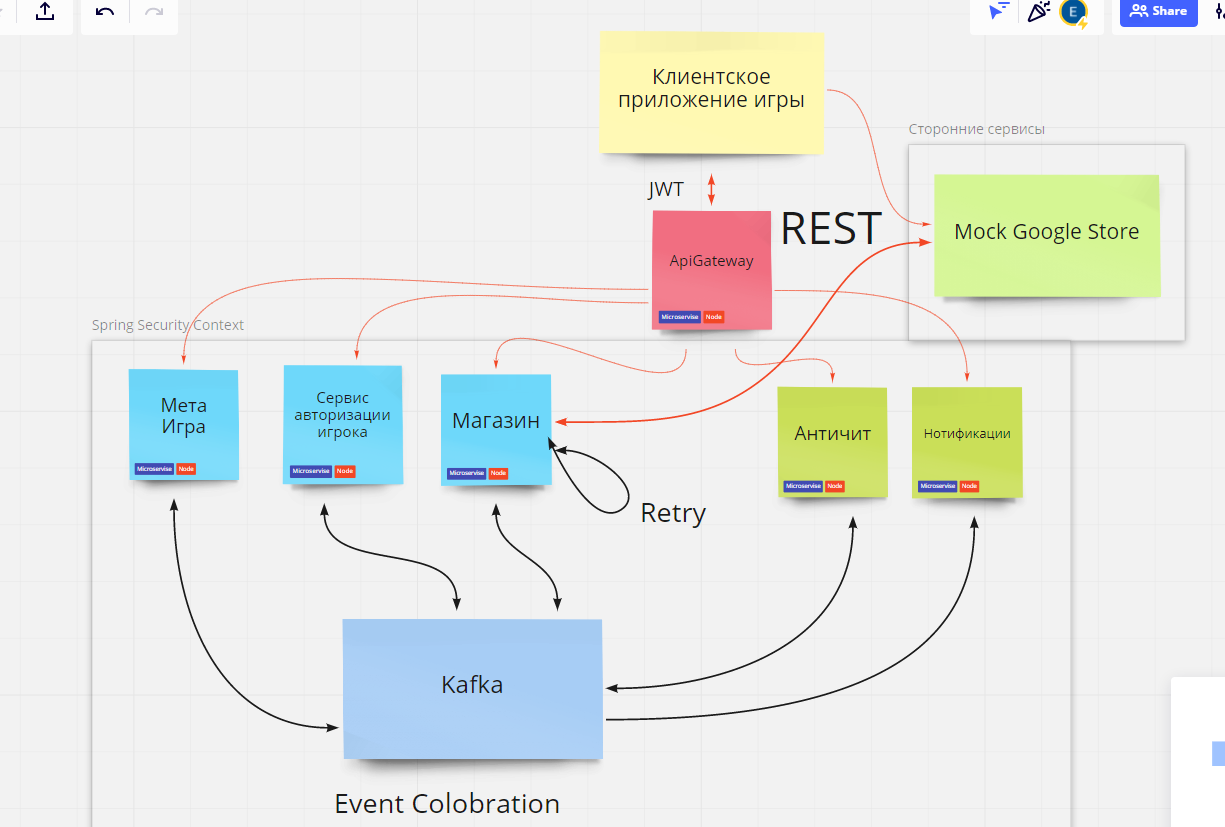 Share
E
Клиентское
приложение игры
Сторонние сервисы
JWT
REST
Mock Google Store
ApiGateway
Microservise Node
Spring Security Context
Мета
Игра
Microservise Node
Сервис
авторизации
игрока
Microservise Node
Магазин
Microservise Node
Античит
Microservise Node
Нотификации
Microservise Node
Retry
Kafka
Event Colobration